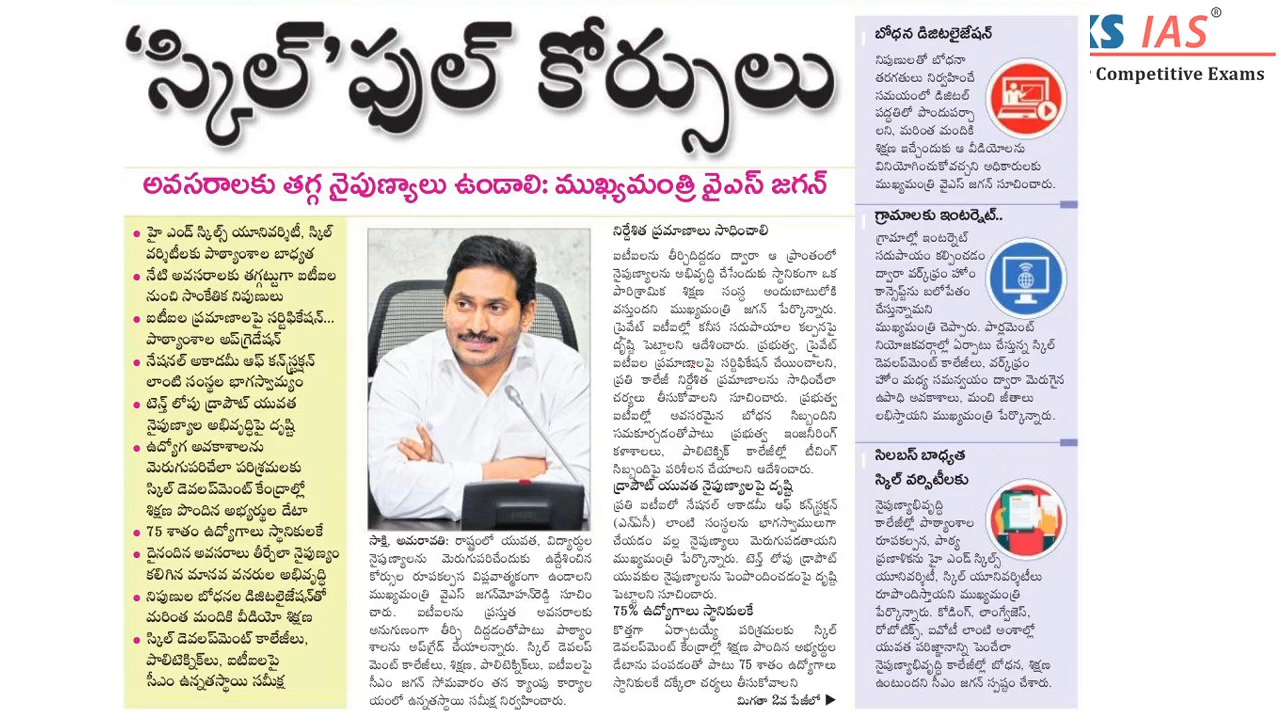 ‘స్కిల్’ఫుల్ కోర్సులు
అవసరాలకు తగ్గ నైపుణ్యాలు ఉండాలి: ముఖ్యమంత్రి వైఎస్ జగన్
హై ఎండ్ స్కిల్స్ యూనివర్శిటీ, స్కిల్
వర్శిటీలకు పాఠ్యాంశాల బాధ్యత
నేటి అవసరాలకు తగ్గట్టుగా ఐటీఐల
నుంచి సాంకేతిక నిపుణులు
ఐటీఐల ప్రమాణాలపై సర్టిఫికేషన్...
పాఠ్యాంశాల అప్‌గ్రెడేషన్
నేషనల్ అకాడమీ ఆఫ్ కన్‌స్ట్రక్షన్
లాంటి సంస్థల భాగస్వామ్యం
టెన్త్ లోపు డ్రాపౌట్ యువత
నైపుణ్యాల అభివృద్ధిపై దృష్టి
ఉద్యోగ అవకాశాలను
మెరుగుపరిచేలా పరిశ్రమలకు
స్కిల్ డెవలప్‌మెంట్ కేంద్రాల్లో
శిక్షణ పొందిన అభ్యర్థుల డేటా
75 శాతం ఉద్యోగాలు స్థానికులకే
దైనందిన అవసరాలు తీర్చేలా నైపుణ్యం
కలిగిన మానవ వనరుల అభివృద్ధి
నిపుణుల బోధనల డిజిటలైజేషన్‌తో
మరింత మందికి వీడియో శిక్షణ
స్కిల్ డెవలప్‌మెంట్ కాలేజీలు,
పాలిటెక్నిక్‌లు, ఐటీఐలపై
సీఎం ఉన్నతస్థాయి సమీక్ష
సాక్షి, అమరావతి: రాష్ట్రంలో యువత, విద్యార్థుల
నైపుణ్యాలను మెరుగుపరిచేందుకు ఉద్దేశించిన
కోర్సుల రూపకల్పన విప్లవాత్మకంగా ఉండాలని
ముఖ్యమంత్రి వైఎస్ జగన్‌మోహన్‌రెడ్డి సూచిం
చారు. ఐటీఐలను ప్రస్తుత అవసరాలకు
అనుగుణంగా తీర్చి దిద్దడంతోపాటు పాఠ్యాం
శాలను అప్‌గ్రేడ్ చేయాలన్నారు. స్కిల్ డెవలప్
మెంట్ కాలేజీలు, శిక్షణ, పాలిటెక్నిక్‌లు, ఐటీఐలపై
సీఎం జగన్ సోమవారం తన క్యాంపు కార్యాల
యంలో ఉన్నతస్థాయి సమీక్ష నిర్వహించారు.
నిర్దేశిత ప్రమాణాలు సాధించాలి
ఐటీఐలను తీర్చిదిద్దడం ద్వారా ఆ ప్రాంతంలో
నైపుణ్యాలను అభివృద్ధి చేసేందుకు స్థానికంగా ఒక
పారిశ్రామిక శిక్షణ సంస్థ అందుబాటులోకి
వస్తుందని ముఖ్యమంత్రి జగన్ పేర్కొన్నారు.
ప్రైవేట్ ఐటీఐల్లో కనీస సదుపాయాల కల్పనపై
దృష్టి పెట్టాలని ఆదేశించారు. ప్రభుత్వ, ప్రైవేట్
ఐటీఐల ప్రమాణాలపై సర్టిఫికేషన్ చేయించాలని,
ప్రతి కాలేజీ నిర్దేశిత ప్రమాణాలను సాధించేలా
చర్యలు తీసుకోవాలని సూచించారు. ప్రభుత్వ
ఐటీఐల్లో అవసరమైన బోధన సిబ్బందిని
సమకూర్చడంతోపాటు ప్రభుత్వ ఇంజనీరింగ్
కళాశాలలు, పాలిటెక్నిక్ కాలేజీల్లో టీచింగ్
సిబ్బందిపై పరిశీలన చేయాలని ఆదేశించారు.
డ్రాపౌట్ యువత నైపుణ్యాలపై దృష్టి
ప్రతి ఐటీఐలో నేషనల్ అకాడమీ ఆఫ్ కన్‌స్ట్రక్షన్
(ఎన్ఏసీ) లాంటి సంస్థలను భాగస్వాములుగా
చేయడం వల్ల నైపుణ్యాలు మెరుగుపడతాయని
ముఖ్యమంత్రి పేర్కొన్నారు. టెన్త్ లోపు డ్రాపౌట్
యువకుల నైపుణ్యాలను పెంపొందించడంపై దృష్టి
పెట్టాలని సూచించారు.
75% ఉద్యోగాలు స్థానికులకే
కొత్తగా ఏర్పాటయ్యే పరిశ్రమలకు స్కిల్
డెవలప్‌మెంట్ కేంద్రాల్లో శిక్షణ పొందిన అభ్యర్థుల
డేటాను పంపడంతో పాటు 75 శాతం ఉద్యోగాలు
స్థానికులకే దక్కేలా చర్యలు తీసుకోవాలని
మిగతా 2వ పేజీలో
బోధన డిజిటలైజేషన్
నిపుణులతో బోధనా
తరగతులు నిర్వహించే
సమయంలో డిజిటల్
పద్ధతిలో పొందుపర్చా
లని, మరింత మందికి
శిక్షణ ఇచ్చేందుకు ఆ వీడియోలను
వినియోగించుకోవచ్చని అధికారులకు
ముఖ్యమంత్రి వైఎస్ జగన్ సూచించారు.
గ్రామాలకు ఇంటర్నెట్..
గ్రామాల్లో ఇంటర్నెట్
సదుపాయం కల్పించడం
ద్వారా వర్క్‌ఫ్రం హోం
కాన్సెప్ట్‌ను బలోపేతం
చేస్తున్నామని
ముఖ్యమంత్రి చెప్పారు. పార్లమెంట్
నియోజకవర్గాల్లో ఏర్పాటు చేస్తున్న స్కిల్
డెవలప్‌మెంట్ కాలేజీలు, వర్క్‌ఫ్రం
హోం మధ్య సమన్వయం ద్వారా మెరుగైన
ఉపాధి అవకాశాలు, మంచి జీతాలు
లభిస్తాయని ముఖ్యమంత్రి పేర్కొన్నారు.
సిలబస్ బాధ్యత
స్కిల్ వర్సిటీలకు
నైపుణ్యాభివృద్ధి
కాలేజీల్లో పాఠ్యాంశాల
రూపకల్పన, పాఠ్య
ప్రణాళికను హై ఎండ్ స్కిల్స్
యూనివర్శిటీ, స్కిల్ యూనివర్శిటీలు
రూపొందిస్తాయని ముఖ్యమంత్రి
పేర్కొన్నారు. కోడింగ్, లాంగ్వేజెస్,
రోబోటిక్స్, ఐవోటీ లాంటి అంశాల్లో
యువత పరిజ్ఞానాన్ని పెంచేలా
నైపుణ్యాభివృద్ధి కాలేజీల్లో బోధన, శిక్షణ
ఉంటుందని సీఎం జగన్ స్పష్టం చేశారు.
KS IAS®
Competitive Exams